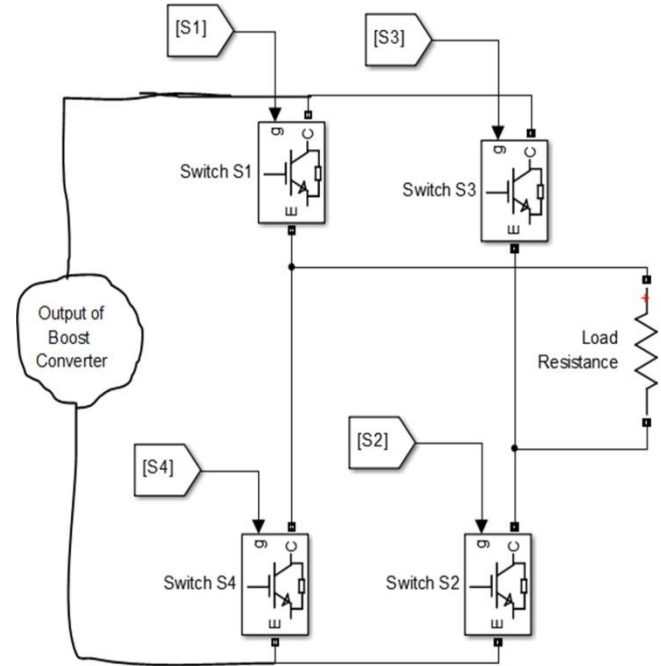 [S1]
[S3]
g
C
Switch S1
E
g
C
Switch S3
E
Output of
Boost
Converter
+
Load
Resistance
[S4]
[S2]
g
C
Switch S4
E
g
C
Switch S2
E